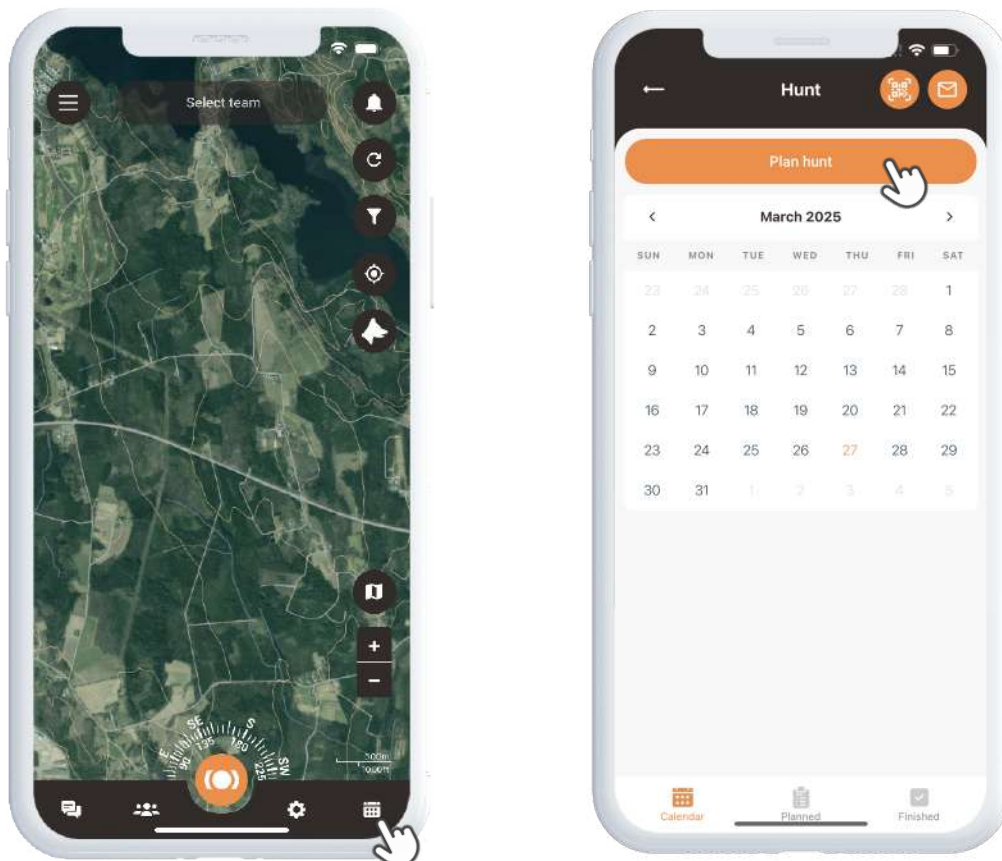 Select team
SE
S
E
135
180
SW
90
225
500m
1000ft
Hunt
Plan hunt
March 2025
SUN MON TUE WED THU FRI SAT
23 24 25 26 27 28 1
2 3 4 5 6 7 8
9 10 11 12 13 14 15
16 17 18 19 20 21 22
23 24 25 26 27 28 29
30 31 1 2 3 4 5
Calendar Planned Finished